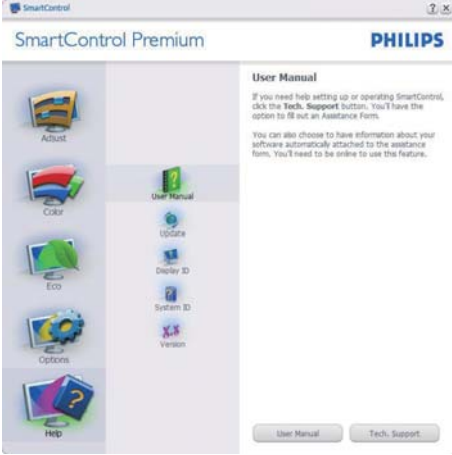 SmartControl
SmartControl Premium
PHILIPS
Adjust
Color
Eco
Options
Help
User Manual
Update
Display ID
System ID
X.X
Version
User Manual
If you need help setting up or operating SmartControl,
click the Tech. Support button. You'll have the
option to fill out an Assistance Form.
You can also choose to have information about your
software automatically attached to the assistance
form. You'll need to be online to use this feature.
User Manual
Tech. Support